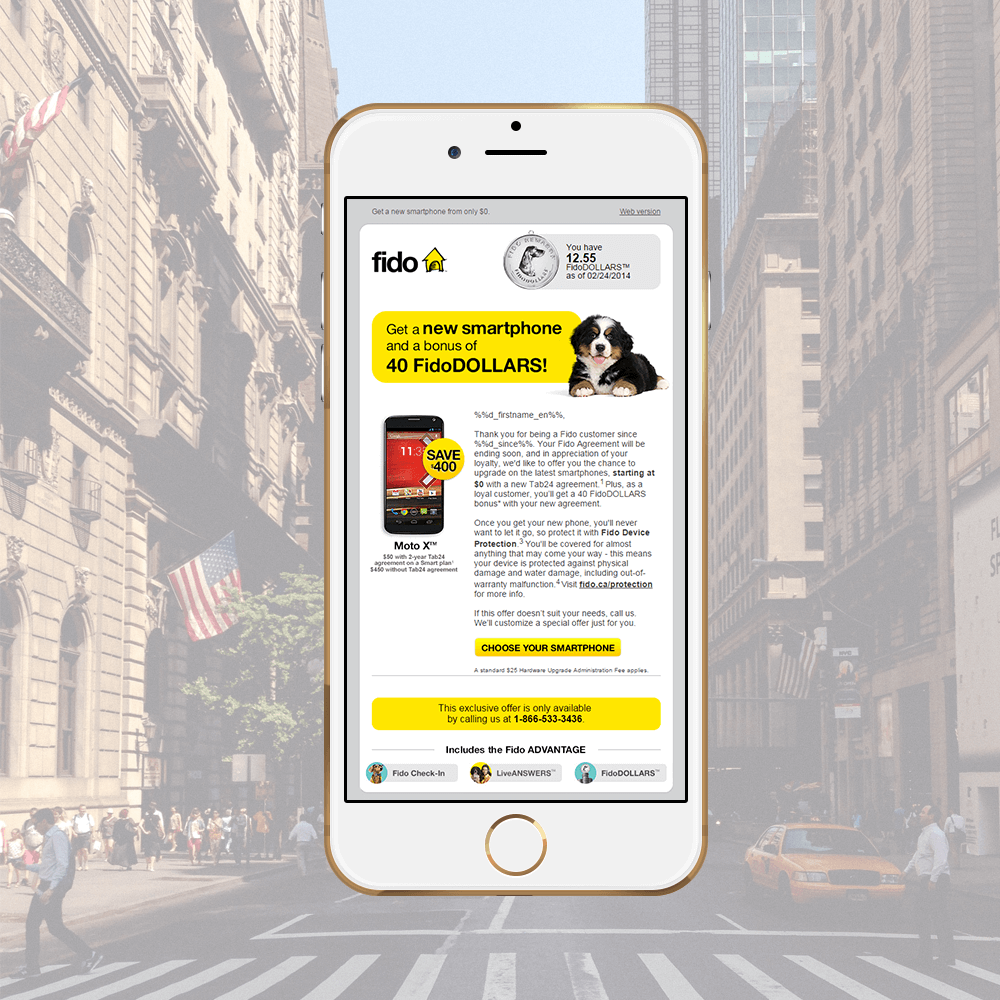 Get a new smartphone from only $0.
Web version
fido
FIDO REWARDS
FIDODOLLARS
You have
12.55
FidoDOLLARS™
as of 02/24/2014
Get a new smartphone
and a bonus of
40 FidoDOLLARS!
%%d_firstname_en%%,
Thank you for being a Fido customer since
%%d_since%%. Your Fido Agreement will be
ending soon, and in appreciation of your
loyalty, we'd like to offer you the chance to
upgrade on the latest smartphones, starting at
$0 with a new Tab24 agreement.1 Plus, as a
loyal customer, you'll get a 40 FidoDOLLARS
bonus* with your new agreement.
11:3
SAVE
$400
Moto X™
$50 with 2-year Tab24
agreement on a Smart plan1
$450 without Tab24 agreement
Once you get your new phone, you'll never
want to let it go, so protect it with Fido Device
Protection.3 You'll be covered for almost
anything that may come your way - this means
your device is protected against physical
damage and water damage, including out-of-
warranty malfunction.4 Visit fido.ca/protection
for more info.
If this offer doesn't suit your needs, call us.
We'll customize a special offer just for you.
CHOOSE YOUR SMARTPHONE
A standard $25 Hardware Upgrade Administration Fee applies.
This exclusive offer is only available
by calling us at 1-866-533-3436.
Includes the Fido ADVANTAGE
Fido Check-In
LiveANSWERS™
FidoDOLLARS™